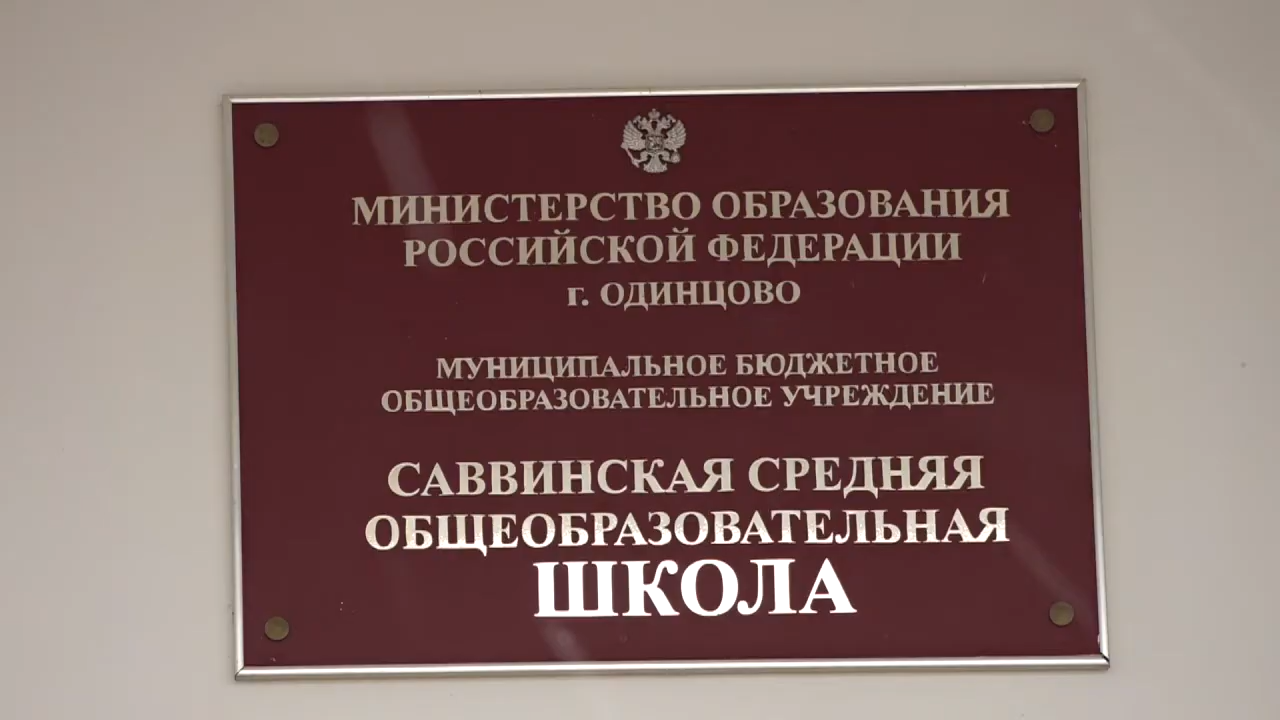 МИНИСТЕРСТВО ОБРАЗОВАНИЯ
РОССИЙСКОЙ ФЕДЕРАЦИИ
г. ОДИНЦОВО
МУНИЦИПАЛЬНОЕ БЮДЖЕТНОЕ
ОБЩЕОБРАЗОВАТЕЛЬНОЕ УЧРЕЖДЕНИЕ
САВВИНСКАЯ СРЕДНЯЯ
ОБЩЕОБРАЗОВАТЕЛЬНАЯ
ШКОЛА